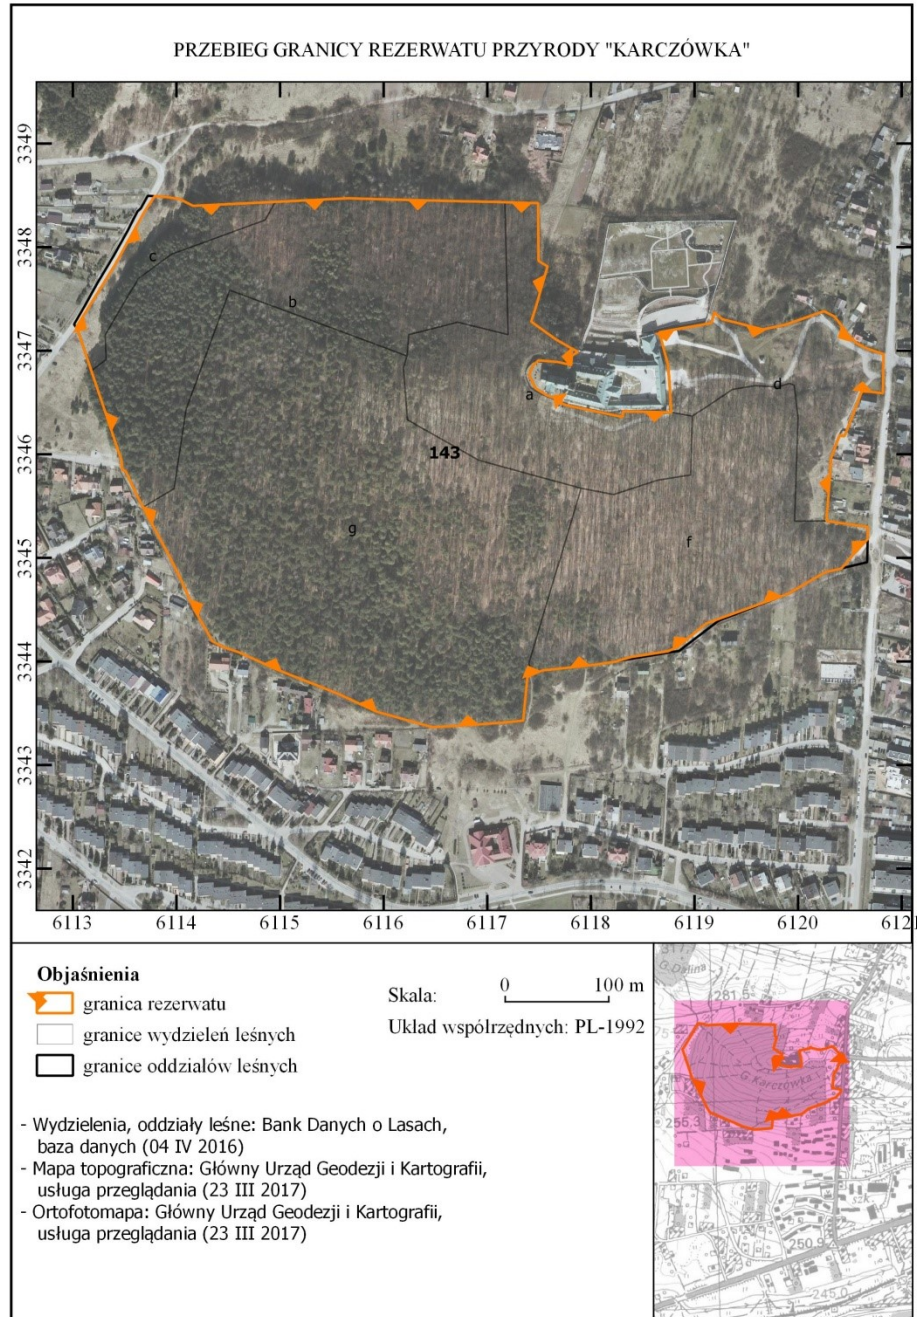 PRZEBIEG GRANICY REZERWATU PRZYRODY "KARCZÓWKA"
3349
3348
3347
3346
3345
3344
3343
3342
c
b
a
d
143
g
f
6113 6114 6115 6116 6117 6118 6119 6120
Objaśnienia
granica rezerwatu
granice wydzieleń leśnych
granice oddziałów leśnych
Skala: 0 100 m
Układ współrzędnych: PL-1992
- Wydzielenia, oddziały leśne: Bank Danych o Lasach,
baza danych (04 IV 2016)
- Mapa topograficzna: Główny Urząd Geodezji i Kartografii,
usługa przeglądania (23 III 2017)
- Ortofotomapa: Główny Urząd Geodezji i Kartografii,
usługa przeglądania (23 III 2017)
G. Dalina
281.5
G. Karczówka
255.3
250.9
245.0